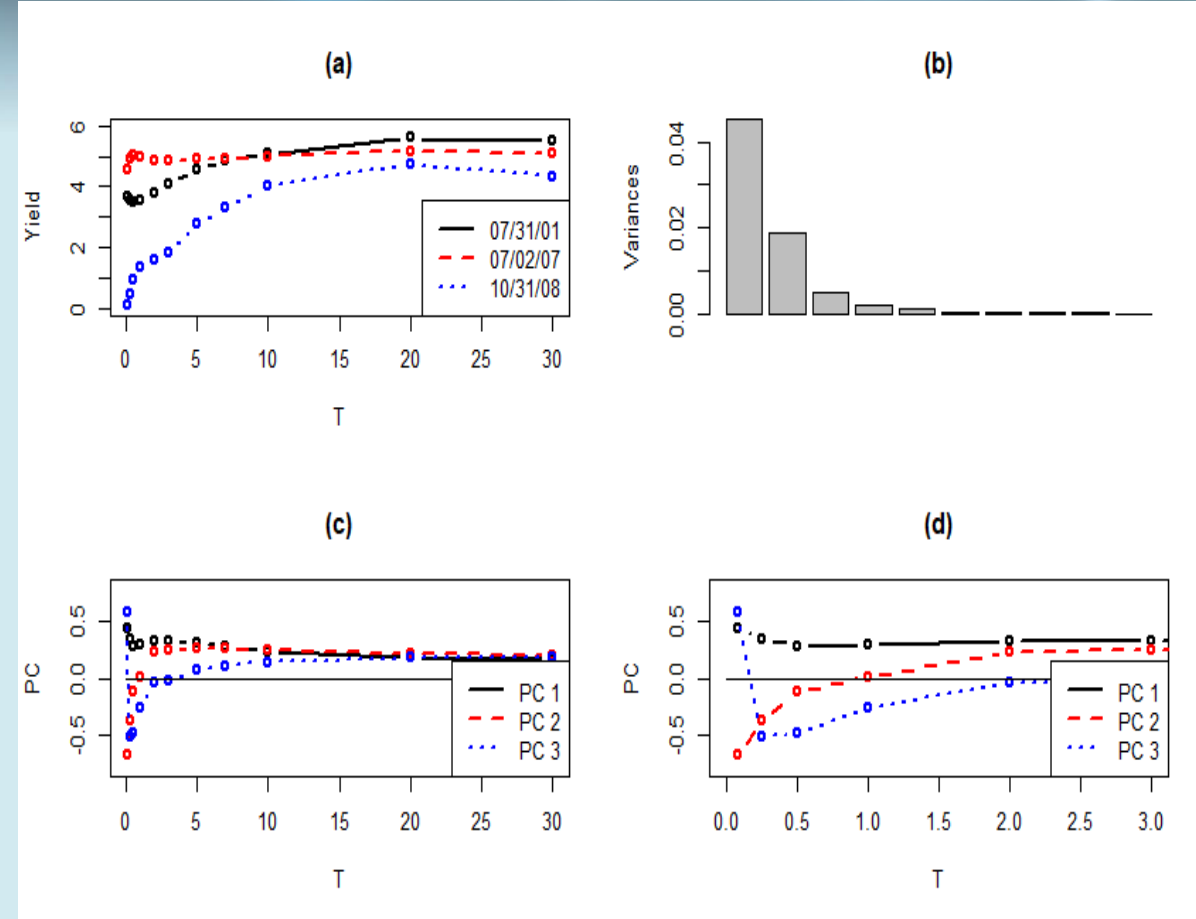 (a)
Yield
0 2 4 6
0 5 10 15 20 25 30
T
07/31/01
07/02/07
10/31/08
(b)
Variances
0.00 0.02 0.04
(c)
PC
-0.5 0.0 0.5
0 5 10 15 20 25 30
T
PC 1
PC 2
PC 3
(d)
PC
-0.5 0.0 0.5
0.0 0.5 1.0 1.5 2.0 2.5 3.0
T
PC 1
PC 2
PC 3